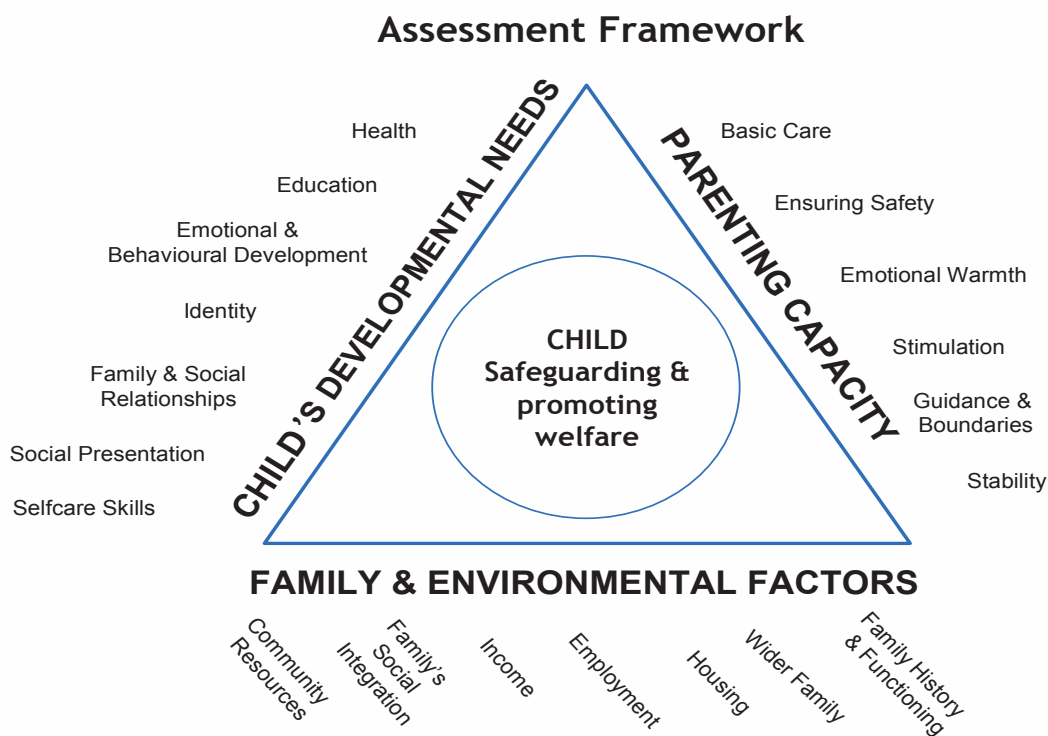 Assessment Framework
CHILD'S DEVELOPMENTAL NEEDS
Health
Education
Emotional &
Behavioural Development
Identity
Family & Social
Relationships
Social Presentation
Selfcare Skills
PARENTING CAPACITY
Basic Care
Ensuring Safety
Emotional Warmth
Stimulation
Guidance &
Boundaries
Stability
CHILD
Safeguarding &
promoting
welfare
FAMILY & ENVIRONMENTAL FACTORS
Community
Resources
Family's
Social
Integration
Income
Employment
Housing
Wider Family
Family History
& Functioning